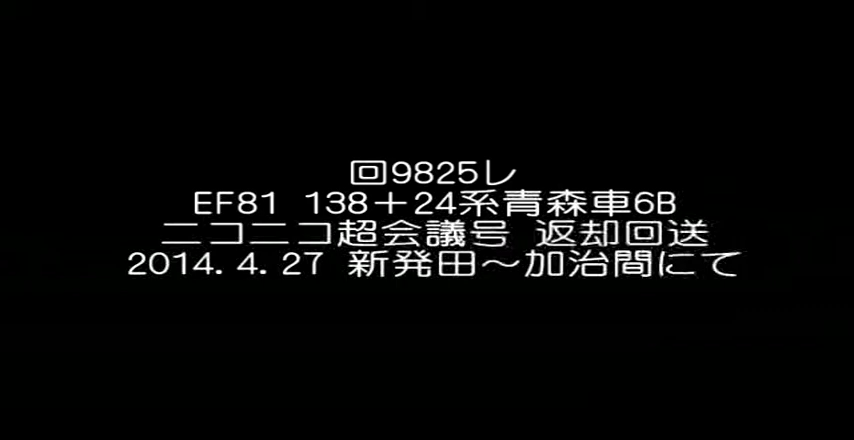 回9825レ
EF81 138＋24系青森車6B
ニコニコ超会議号 返却回送
2014.4.27 新発田～加治間にて